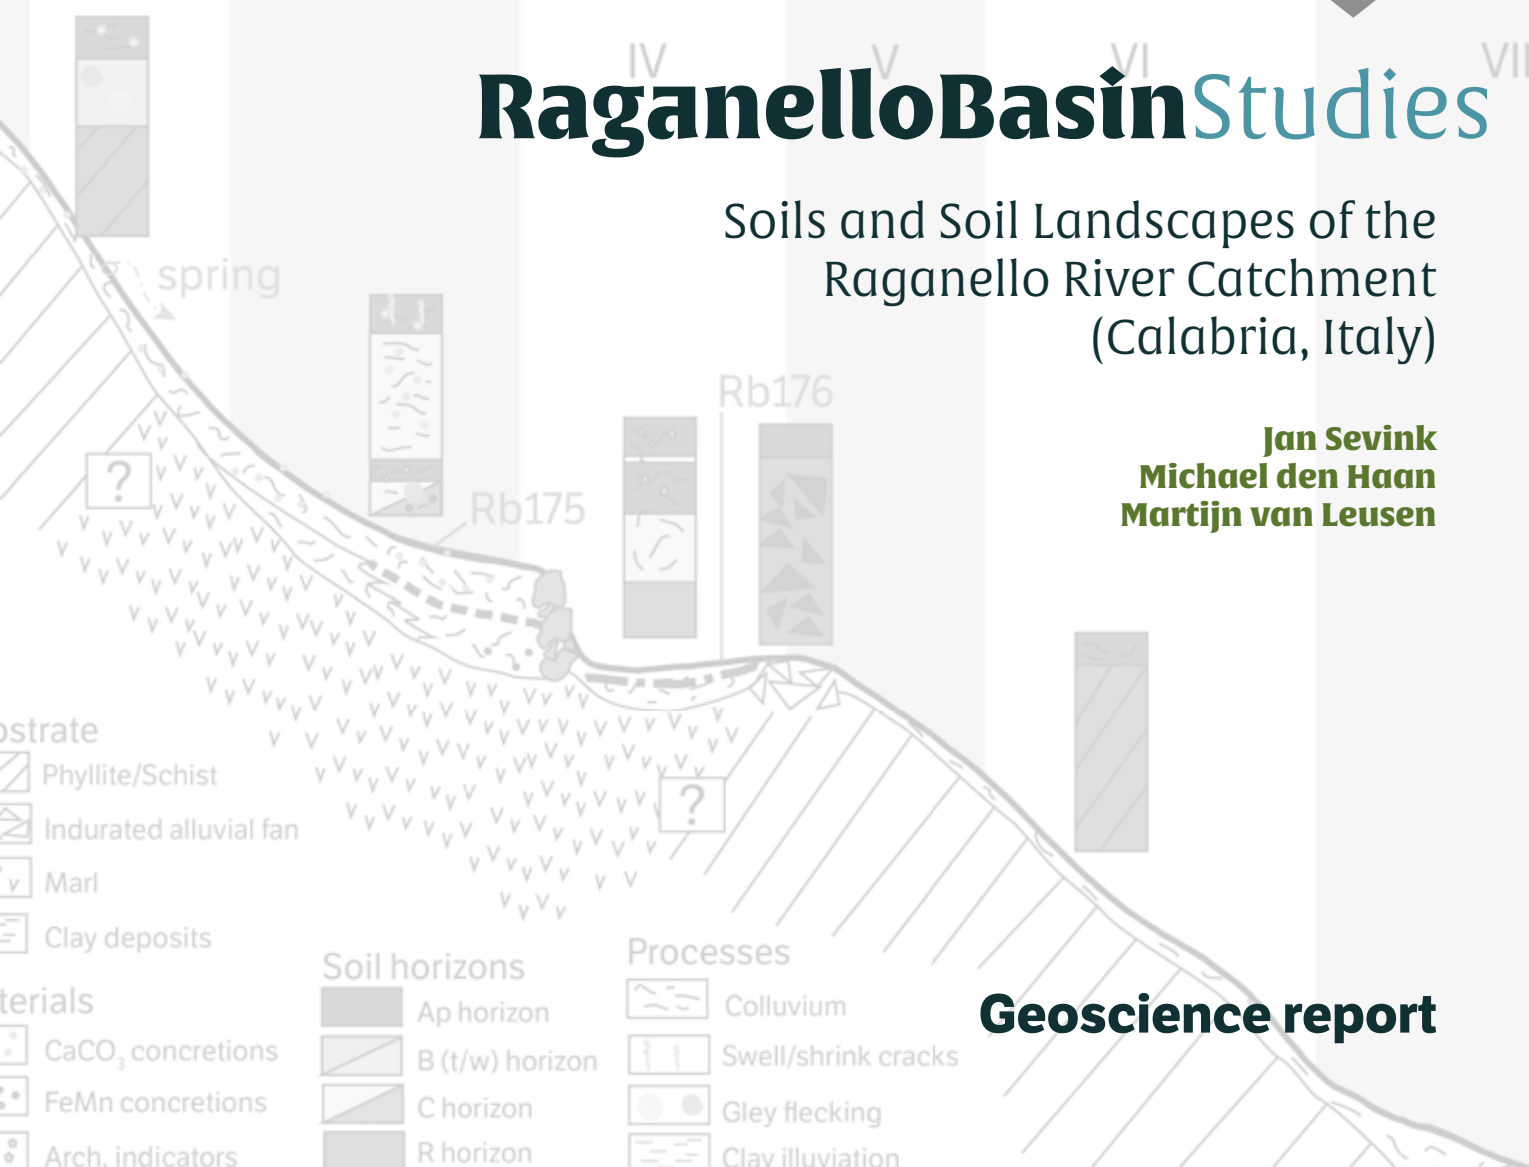 IV
V
VI
VII
RaganelloBasinStudies
Soils and Soil Landscapes of the
Raganello River Catchment
(Calabria, Italy)
spring
Rb176
Jan Sevink
Michael den Haan
Martijn van Leusen
?
Rb175
?
bstrate
Phyllite/Schist
Indurated alluvial fan
Marl
Clay deposits
terials
CaCO₃ concretions
FeMn concretions
Arch. indicators
Soil horizons
Ap horizon
B (t/w) horizon
C horizon
R horizon
Processes
Colluvium
Swell/shrink cracks
Gley flecking
Clay illuviation
Geoscience report